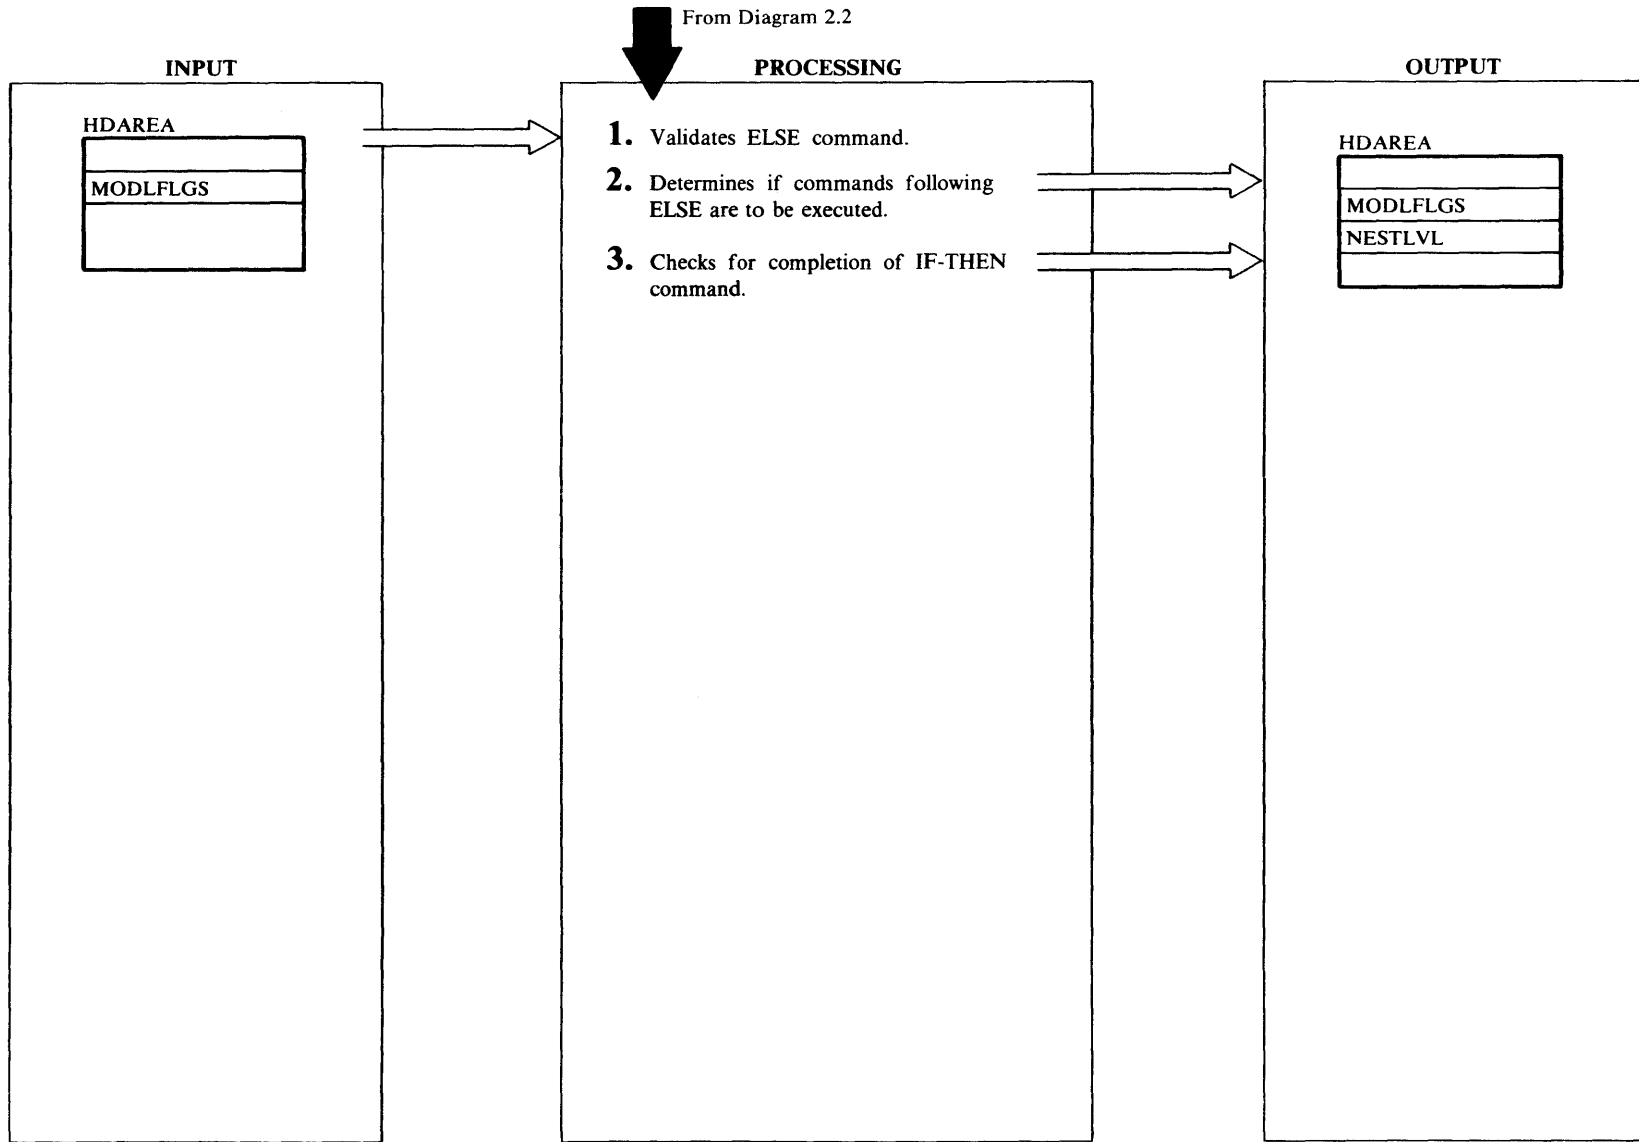 From Diagram 2.2
INPUT
PROCESSING
OUTPUT
HDAREA
MODLFLGS
1. Validates ELSE command.
2. Determines if commands following
ELSE are to be executed.
3. Checks for completion of IF-THEN
command.
HDAREA
MODLFLGS
NESTLVL